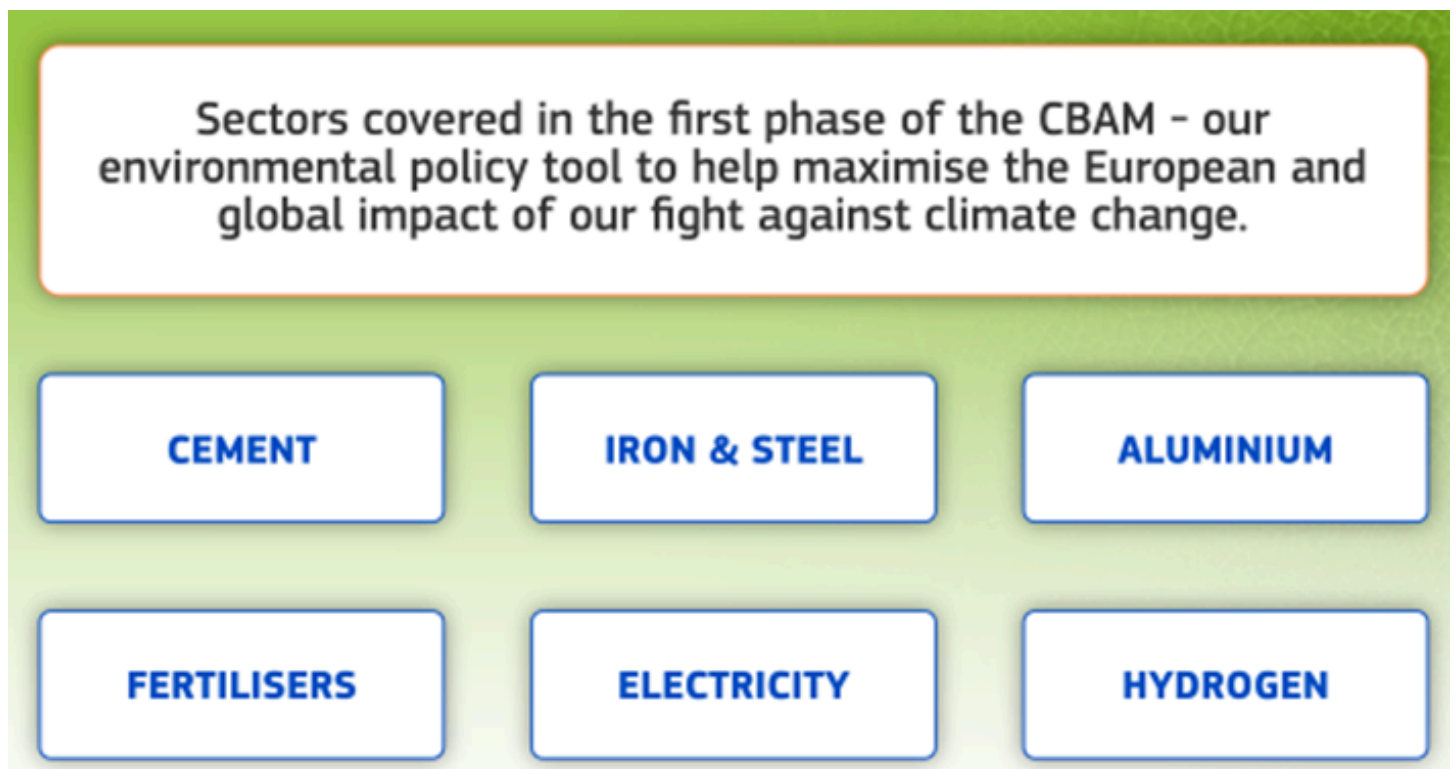 Sectors covered in the first phase of the CBAM – our
environmental policy tool to help maximise the European and
global impact of our fight against climate change.
CEMENT
IRON & STEEL
ALUMINIUM
FERTILISERS
ELECTRICITY
HYDROGEN